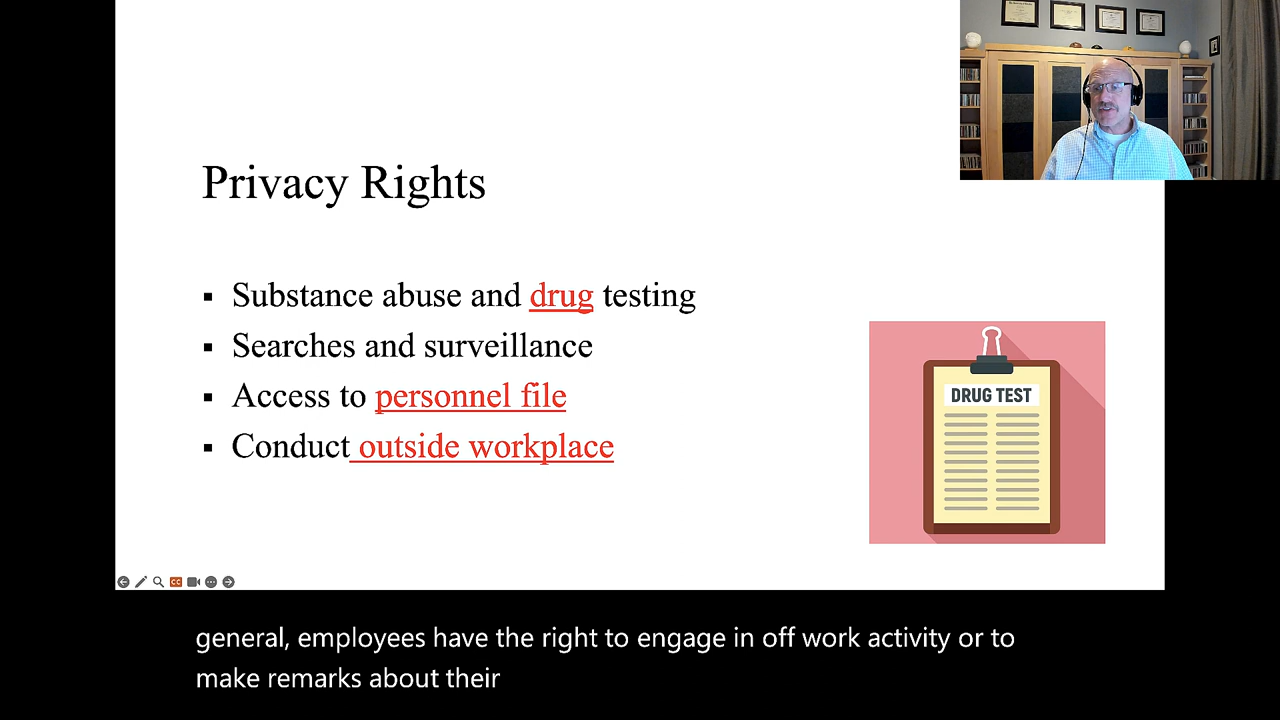 Privacy Rights
Substance abuse and drug testing
Searches and surveillance
Access to personnel file
Conduct outside workplace
DRUG TEST
CC
general, employees have the right to engage in off work activity or to
make remarks about their